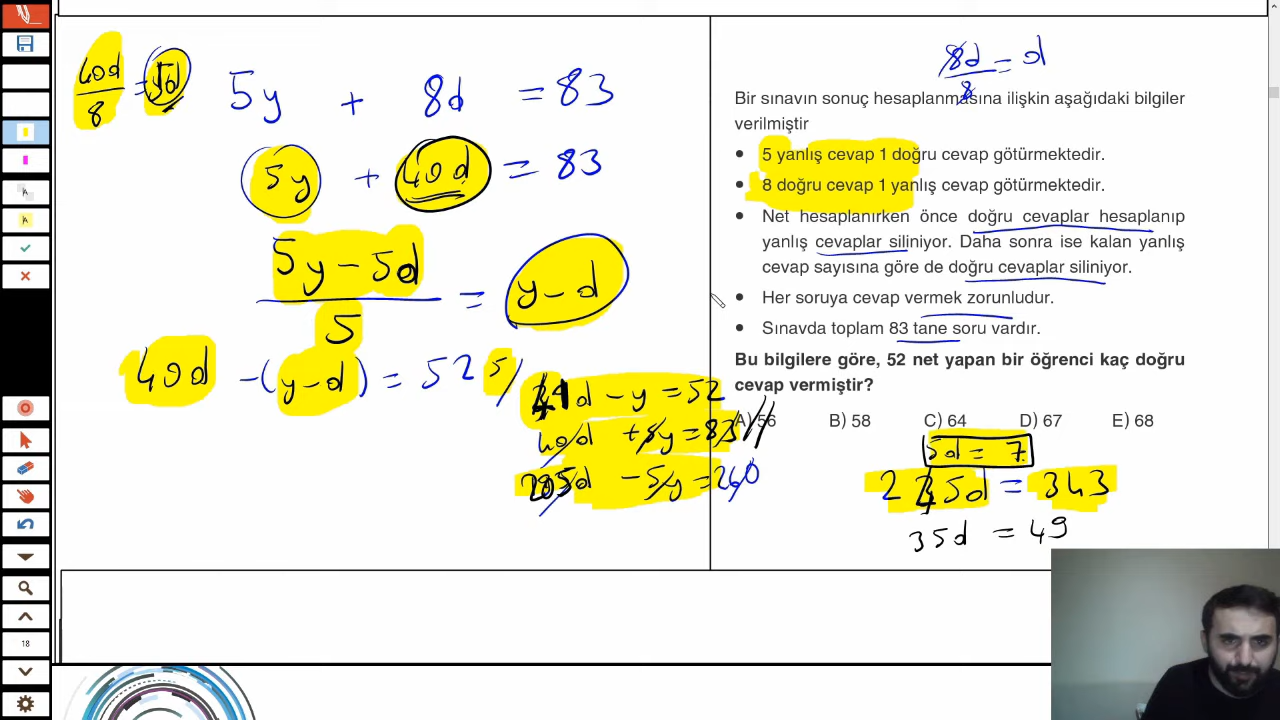 40d/8 = 5d
5y + 8d = 83
5y + 40d = 83
5y - 5d / 5 = y - d
40d - (y - d) = 52
5/ 41d - y = 52
40d + 5y = 83
205d - 5y = 260
8d/8 = d
Bir sınavın sonuç hesaplanmasına ilişkin aşağıdaki bilgiler
verilmiştir
• 5 yanlış cevap 1 doğru cevap götürmektedir.
• 8 doğru cevap 1 yanlış cevap götürmektedir.
• Net hesaplanırken önce doğru cevaplar hesaplanıp
yanlış cevaplar siliniyor. Daha sonra ise kalan yanlış
cevap sayısına göre de doğru cevaplar siliniyor.
• Her soruya cevap vermek zorunludur.
• Sınavda toplam 83 tane soru vardır.
Bu bilgilere göre, 52 net yapan bir öğrenci kaç doğru
cevap vermiştir?
A) 56 B) 58 C) 64 D) 67 E) 68
5d = 7
245d = 343
35d = 49
18